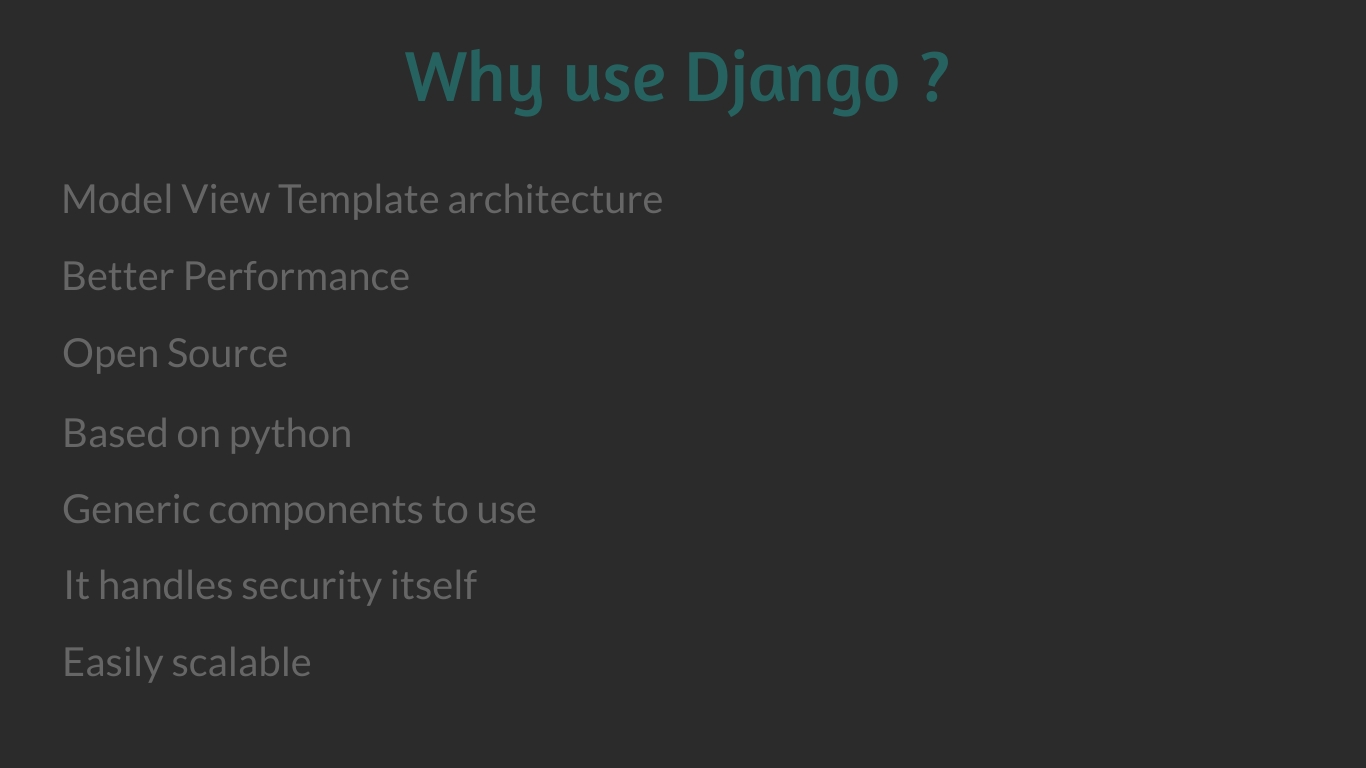 Why use Django ?
Model View Template architecture
Better Performance
Open Source
Based on python
Generic components to use
It handles security itself
Easily scalable